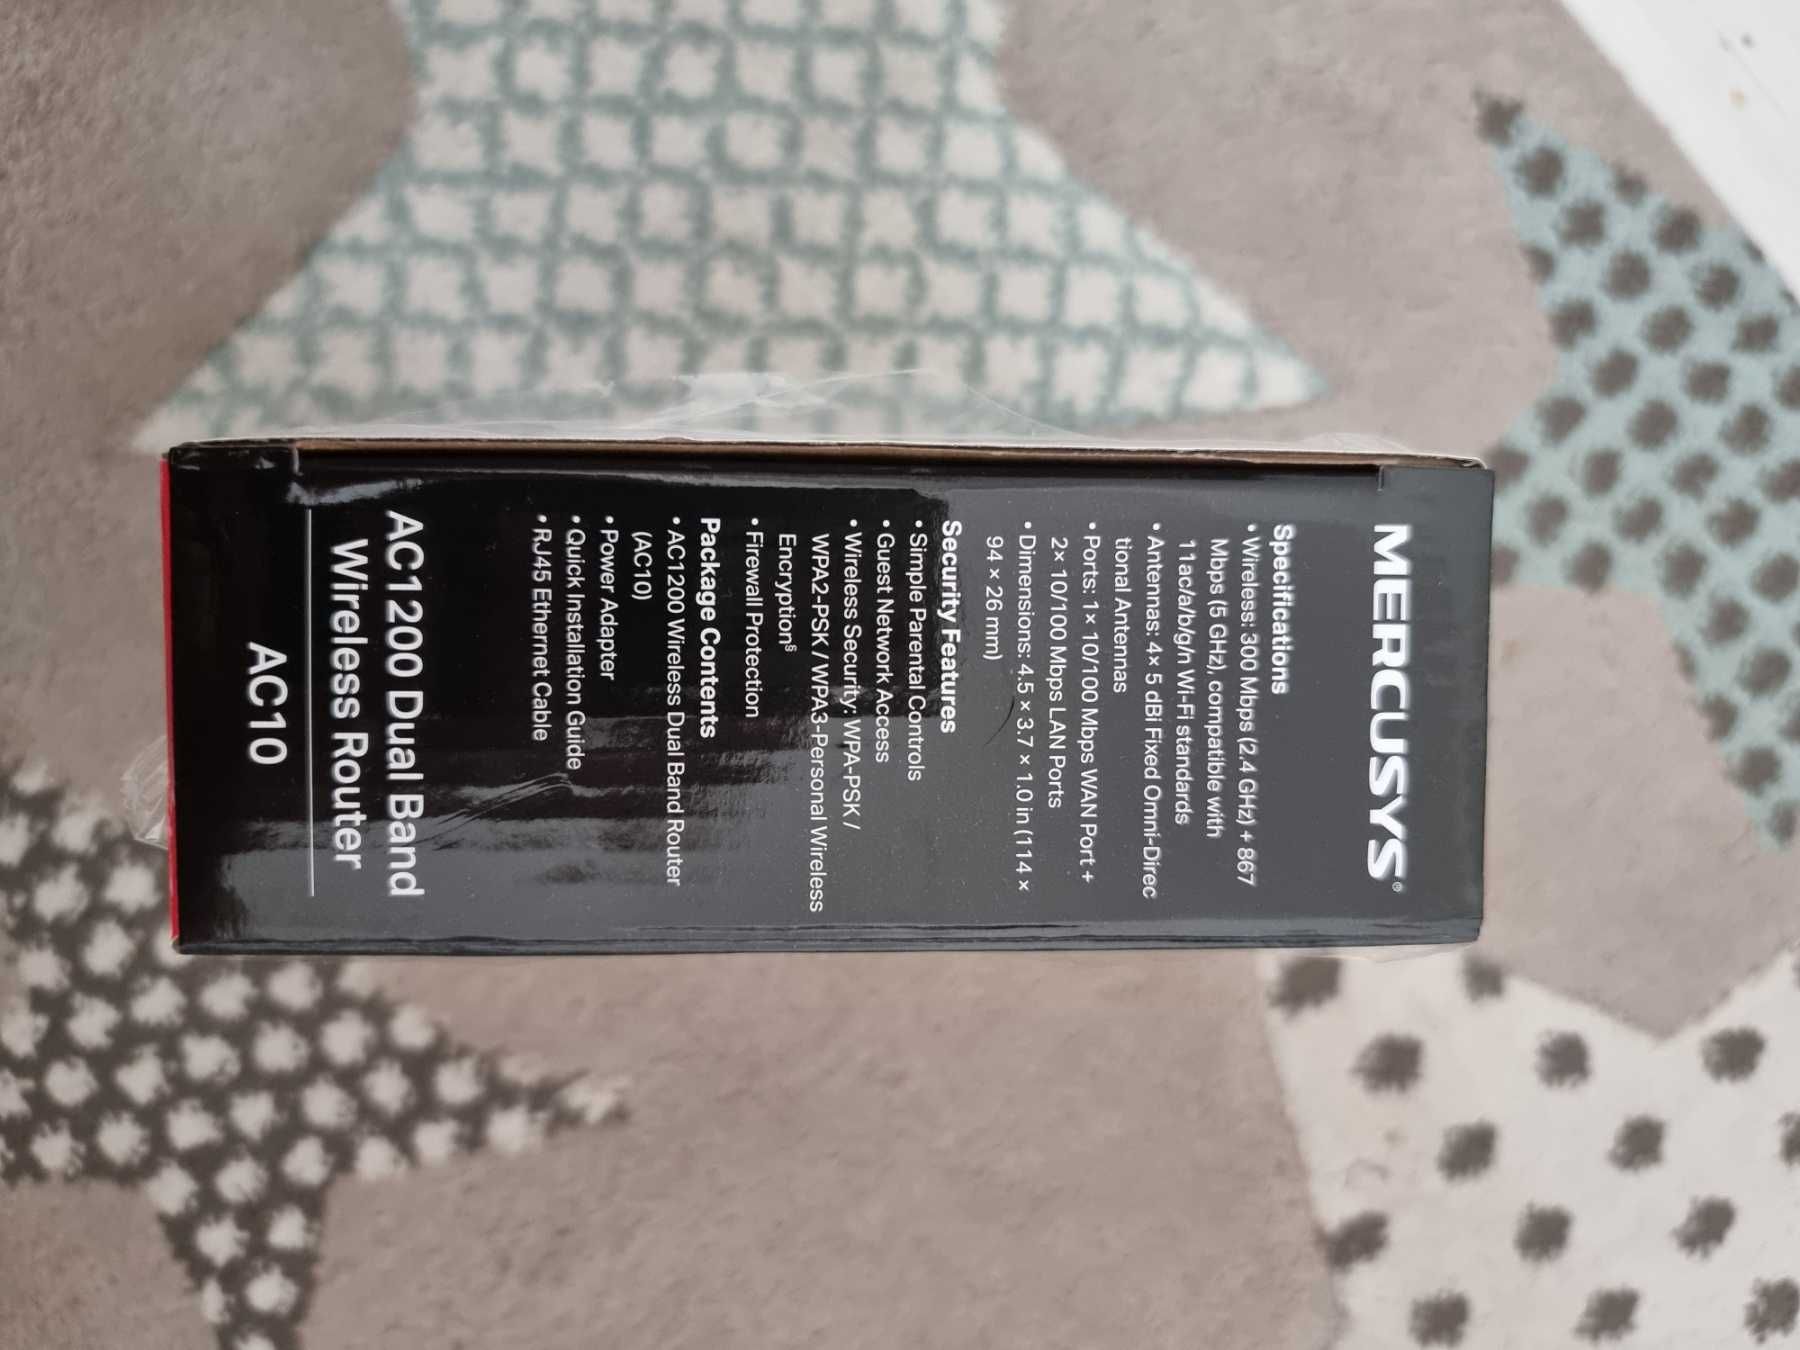 MERCUSYS®
Specifications
• Wireless: 300 Mbps (2.4 GHz) + 867
Mbps (5 GHz), compatible with
11ac/a/b/g/n Wi-Fi standards
• Antennas: 4× 5 dBi Fixed Omni-Direc
tional Antennas
• Ports: 1× 10/100 Mbps WAN Port +
2× 10/100 Mbps LAN Ports
• Dimensions: 4.5 × 3.7 × 1.0 in (114 ×
94 × 26 mm)
Security Features
• Simple Parental Controls
• Guest Network Access
• Wireless Security: WPA-PSK /
WPA2-PSK / WPA3-Personal Wireless
Encryption§
• Firewall Protection
Package Contents
• AC1200 Wireless Dual Band Router
(AC10)
• Power Adapter
• Quick Installation Guide
• RJ45 Ethernet Cable
AC1200 Dual Band
Wireless Router
AC10